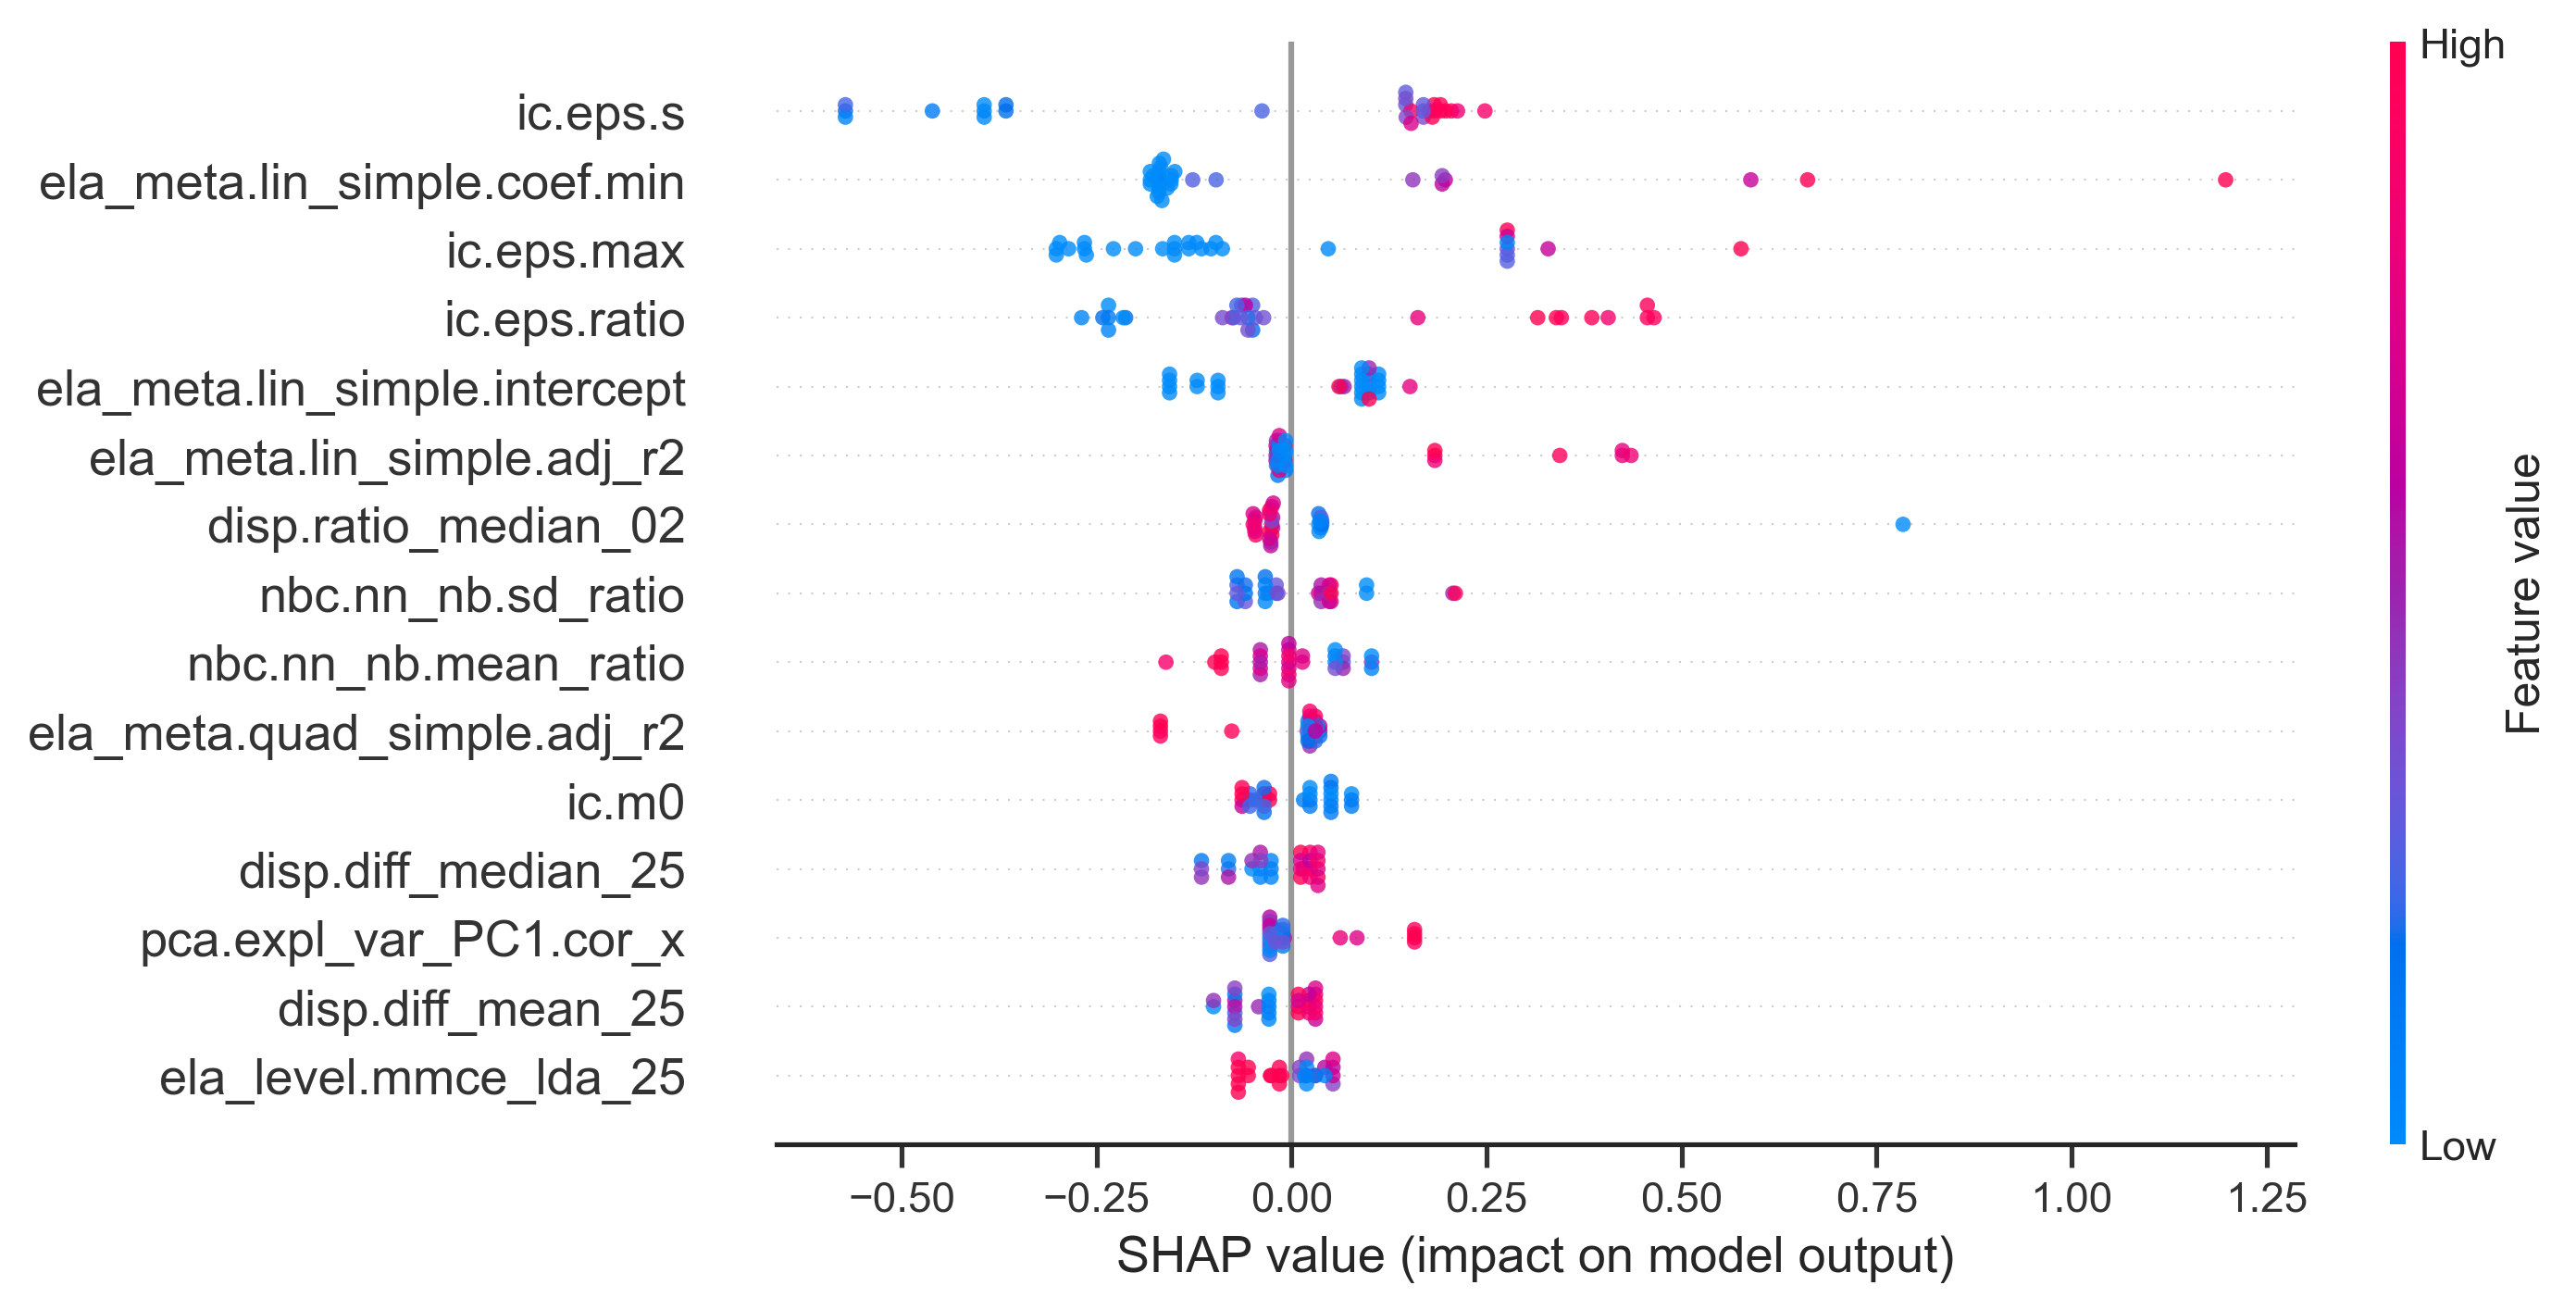 High
ic.eps.s
ela_meta.lin_simple.coef.min
ic.eps.max
ic.eps.ratio
ela_meta.lin_simple.intercept
ela_meta.lin_simple.adj_r2
disp.ratio_median_02
nbc.nn_nb.sd_ratio
nbc.nn_nb.mean_ratio
ela_meta.quad_simple.adj_r2
ic.m0
disp.diff_median_25
pca.expl_var_PC1.cor_x
disp.diff_mean_25
ela_level.mmce_lda_25
Feature value
Low
−0.50 −0.25 0.00 0.25 0.50 0.75 1.00 1.25
SHAP value (impact on model output)